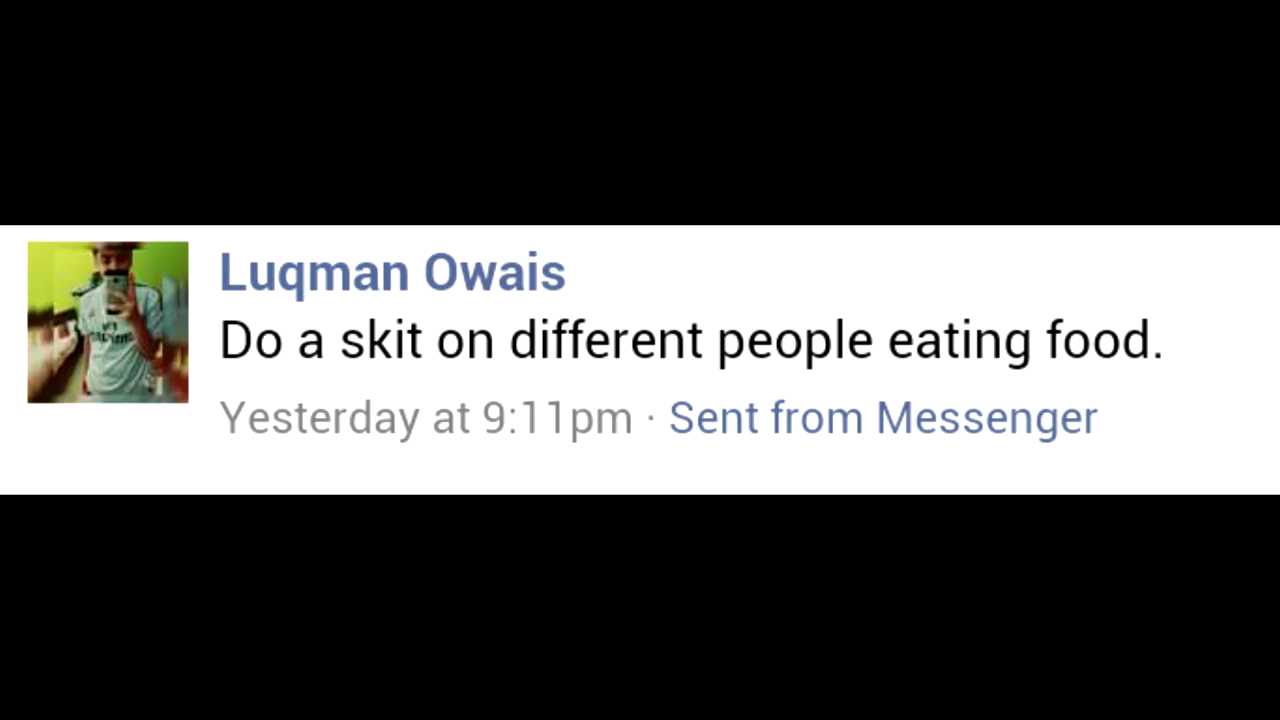 Luqman Owais
Do a skit on different people eating food.
Yesterday at 9:11pm · Sent from Messenger